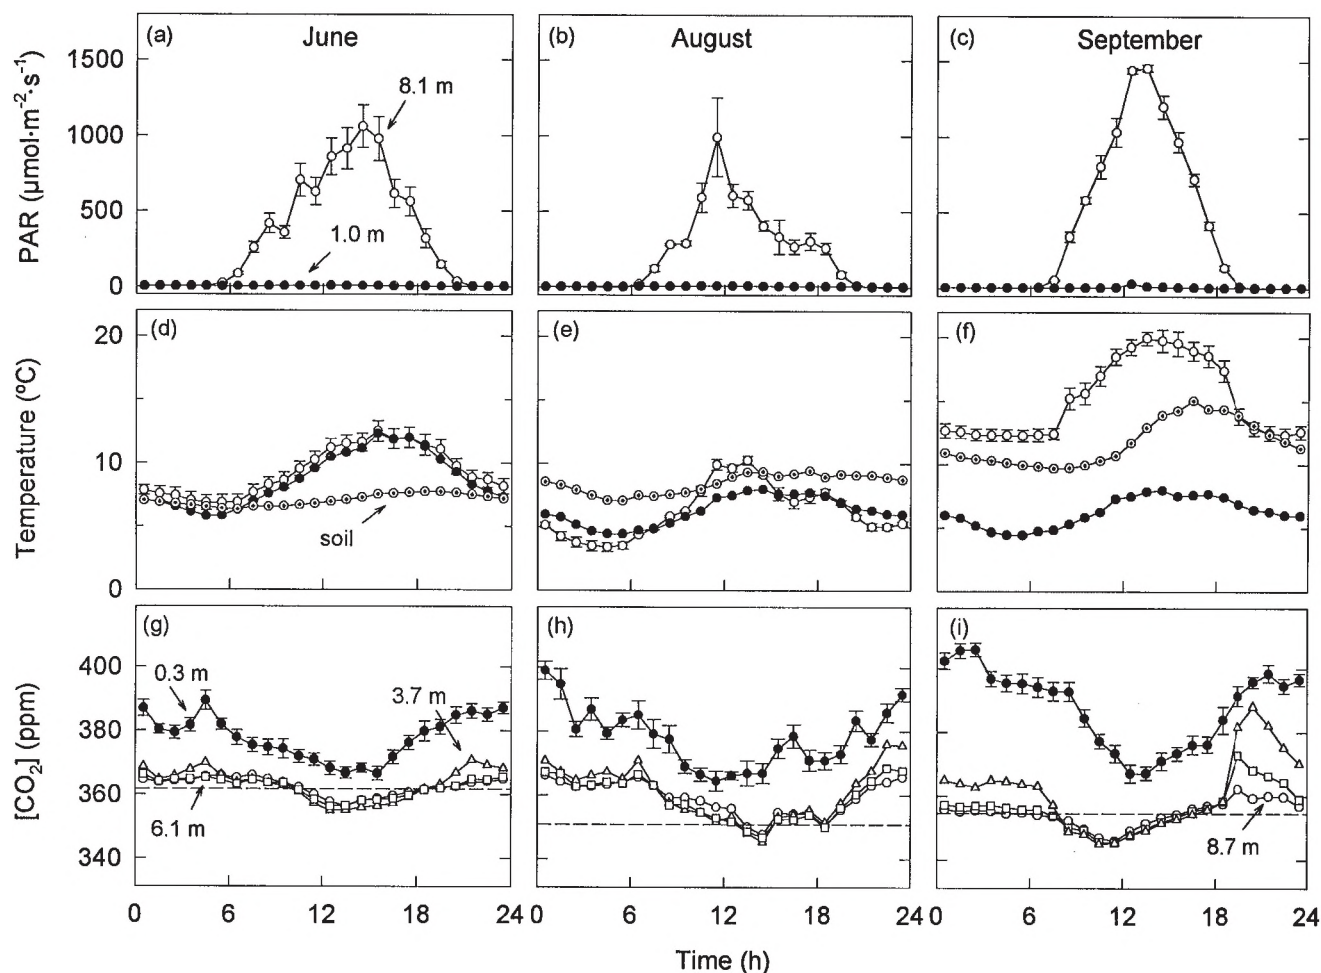 (a) June
(b) August
(c) September
PAR (µmol·m⁻²·s⁻¹)
1500
1000
500
0
8.1 m
1.0 m
(d)
(e)
(f)
Temperature (ºC)
20
10
0
soil
(g)
(h)
(i)
[CO₂] (ppm)
400
380
360
340
0.3 m
3.7 m
6.1 m
8.7 m
0 6 12 18 24 0 6 12 18 24 0 6 12 18 24
Time (h)